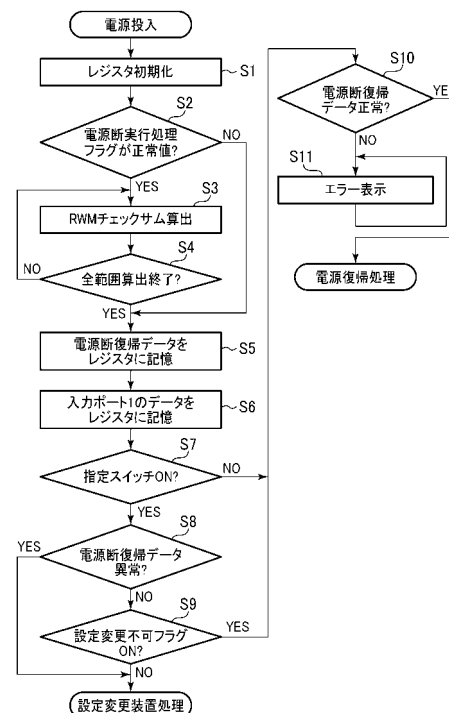 電源投入
レジスタ初期化
S1
S2
電源断実行処理
フラグが正常値?
NO
YES
S3
RWMチェックサム算出
S4
全範囲算出終了?
NO
YES
電源断復帰データを
レジスタに記憶
S5
入力ポート1のデータを
レジスタに記憶
S6
S7
指定スイッチON?
NO
YES
S8
電源断復帰データ
異常?
YES
NO
S9
設定変更不可フラグ
ON?
YES
NO
設定変更装置処理
S10
電源断復帰
データ正常?
YE
NO
S11
エラー表示
電源復帰処理